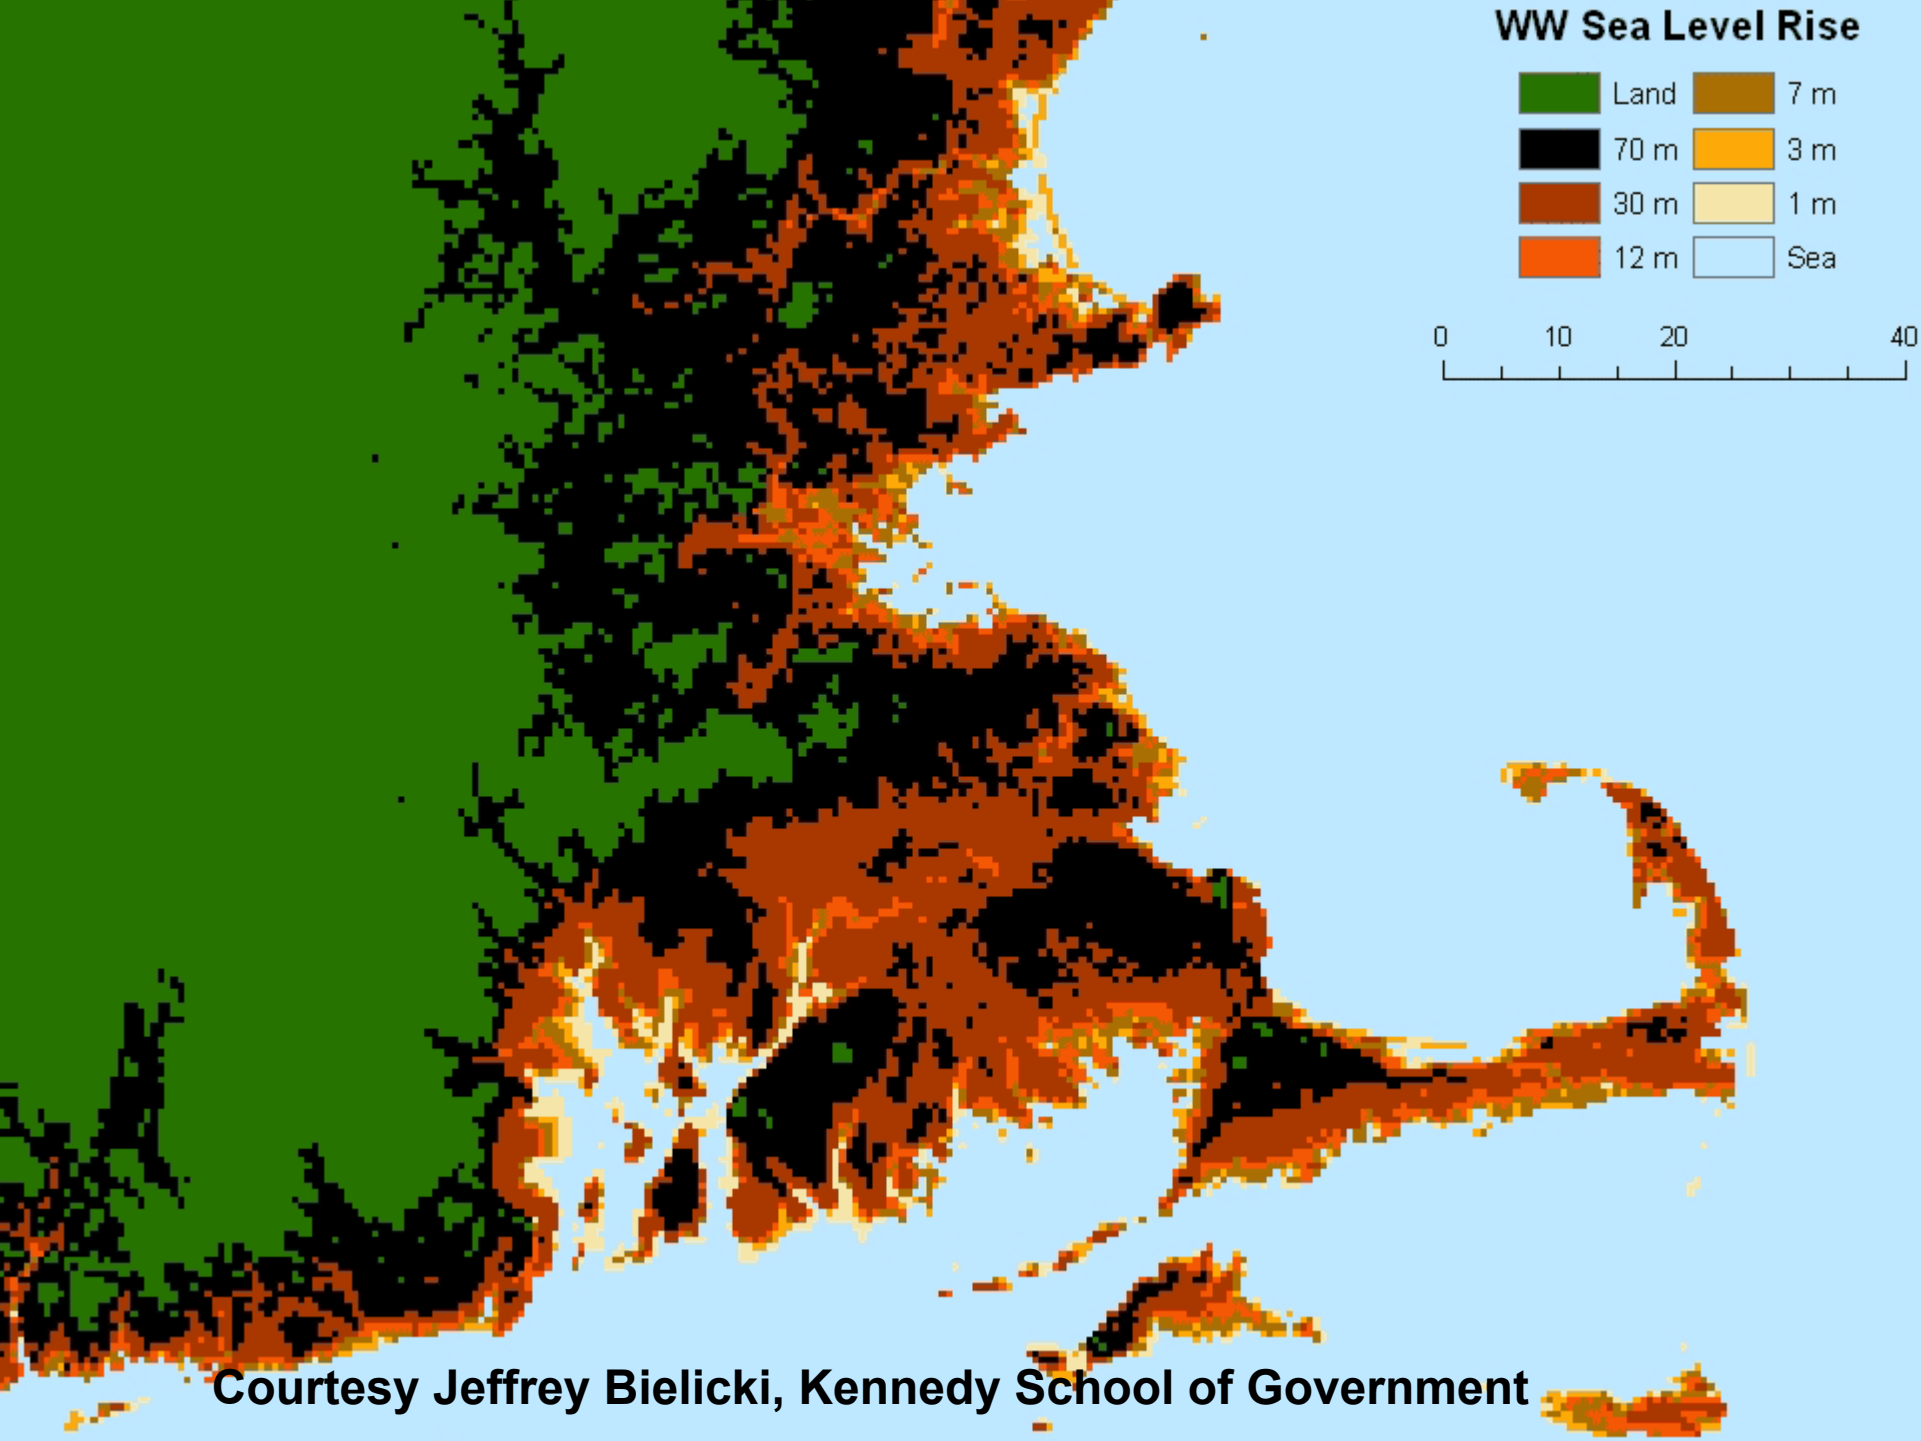 WW Sea Level Rise
Land 7 m
70 m 3 m
30 m 1 m
12 m Sea
0 10 20 40
Courtesy Jeffrey Bielicki, Kennedy School of Government